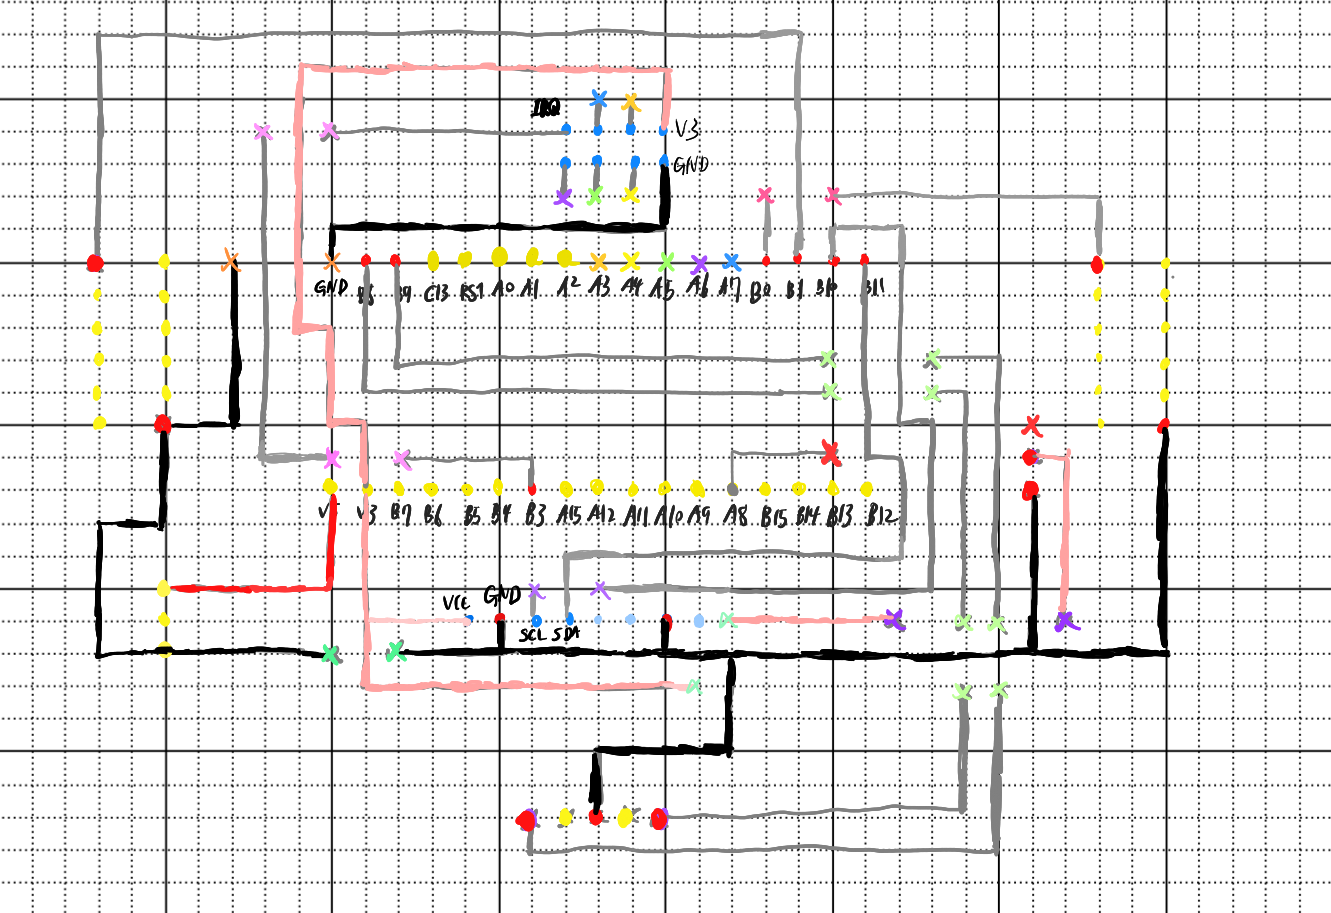 IRQ
V3
GND
GND B8 B9 C13 RST A0 A1 A2 A3 A4 A5 A6 A7 B0 B1 B10 B11
V3 B7 B6 B5 B4 B3 A15 A12 A11 A10 A9 A8 B15 B14 B13 B12
VCC GND
SCL SDA